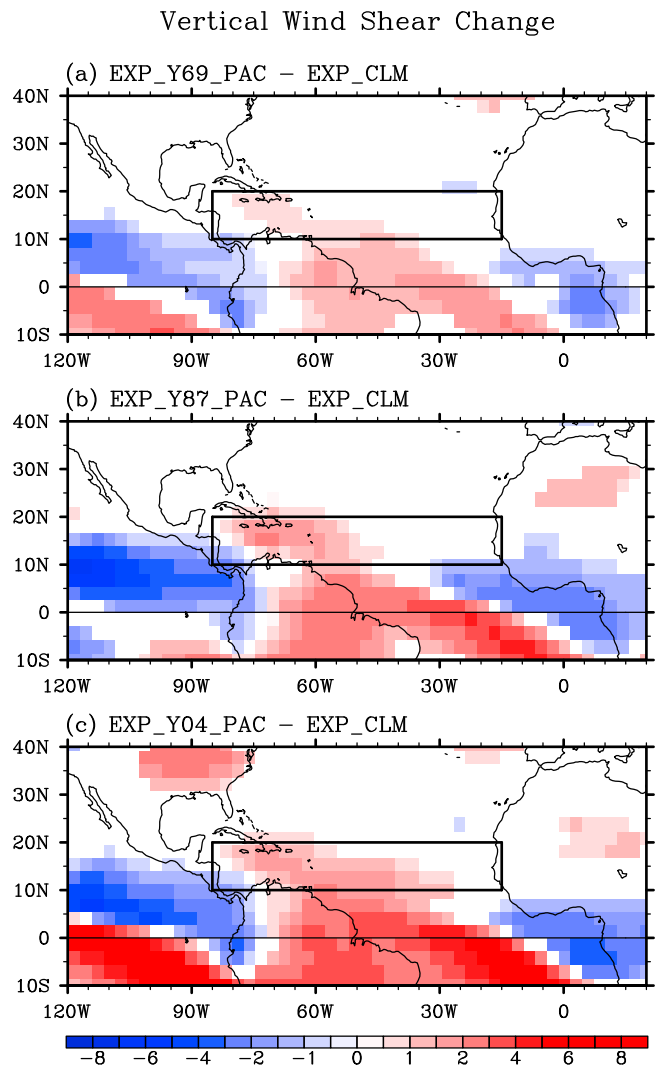 Vertical Wind Shear Change
(a) EXP_Y69_PAC − EXP_CLM
40N
30N
20N
10N
0
10S
120W 90W 60W 30W 0
(b) EXP_Y87_PAC − EXP_CLM
40N
30N
20N
10N
0
10S
120W 90W 60W 30W 0
(c) EXP_Y04_PAC − EXP_CLM
40N
30N
20N
10N
0
10S
120W 90W 60W 30W 0
−8 −6 −4 −2 −1 0 1 2 4 6 8